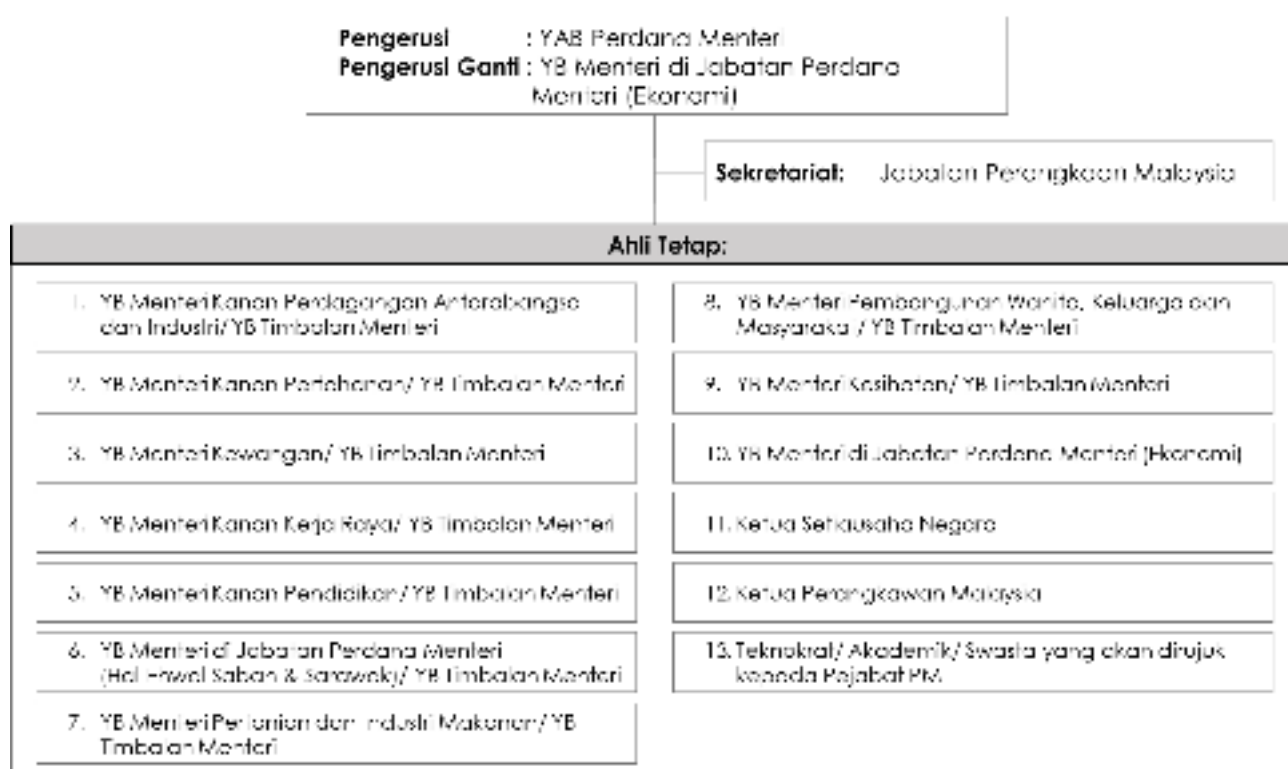 Pengerusi : YAB Perdana Menteri
Pengerusi Ganti : YB Menteri di Jabatan Perdana
Menteri (Ekonomi)
Sekretariat: Jabatan Perangkaan Malaysia
Ahli Tetap:
1. YB Menteri Kanan Perdagangan Antarabangsa
dan Industri/ YB Timbalan Menteri
2. YB Menteri Kanan Pertahanan/ YB Timbalan Menteri
3. YB Menteri Kewangan/ YB Timbalan Menteri
4. YB Menteri Kanan Kerja Raya/ YB Timbalan Menteri
5. YB Menteri Kanan Pendidikan/ YB Timbalan Menteri
6. YB Menteri di Jabatan Perdana Menteri
(Hal Ehwal Sabah & Sarawak)/ YB Timbalan Menteri
7. YB Menteri Pertanian dan Industri Makanan/ YB
Timbalan Menteri
8. YB Menteri Pembangunan Wanita, Keluarga dan
Masyarakat/ YB Timbalan Menteri
9. YB Menteri Kesihatan/ YB Timbalan Menteri
10. YB Menteri di Jabatan Perdana Menteri (Ekonomi)
11. Ketua Setiausaha Negara
12. Ketua Perangkawan Malaysia
13. Teknokrat/ Akademik/ Swasta yang akan dirujuk
kepada Pejabat PM